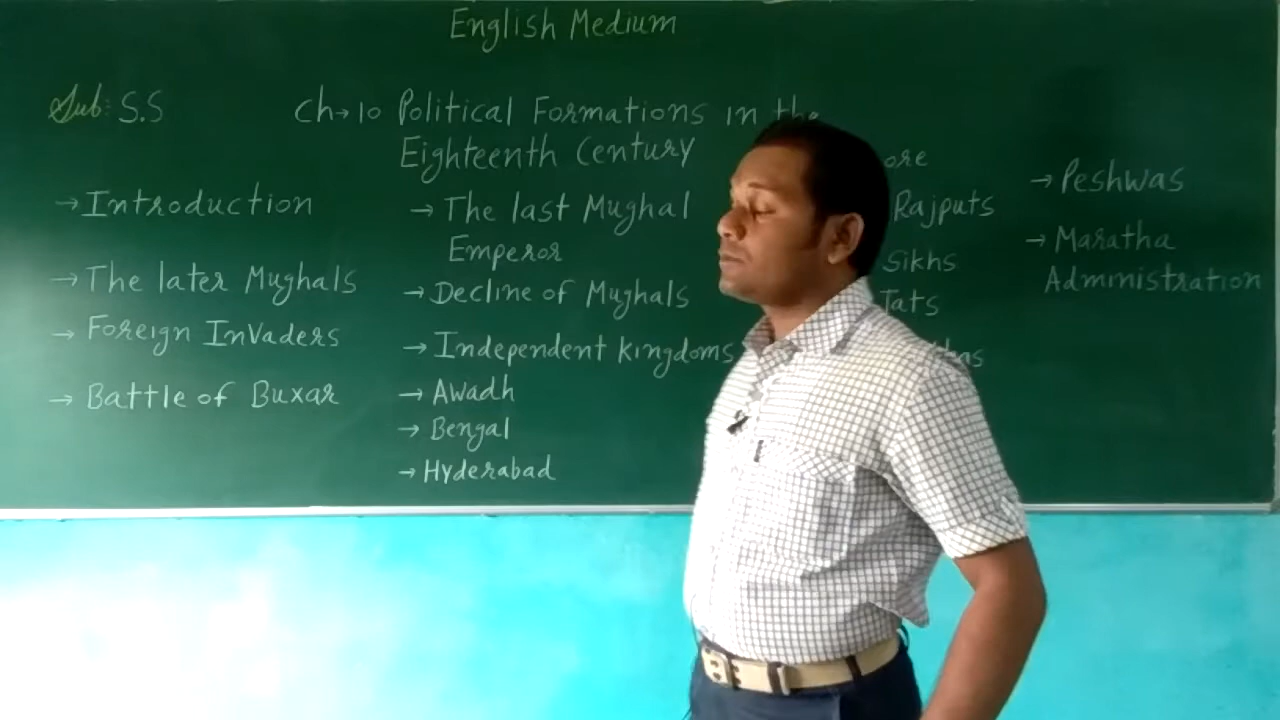 English Medium
Sub: S.S
Ch→10 Political Formations in the
Eighteenth Century
→ Introduction
→ The later Mughals
→ Foreign Invaders
→ Battle of Buxar
→ The last Mughal
Emperor
→ Decline of Mughals
→ Independent kingdoms
→ Awadh
→ Bengal
→ Hyderabad
Rajputs
Sikhs
Jats
→ Peshwas
→ Maratha
Administration